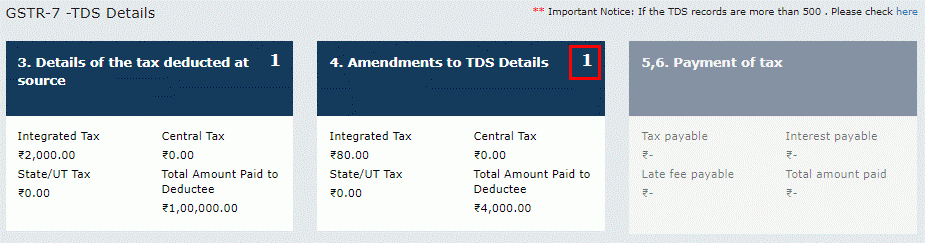 GSTR-7 -TDS Details
** Important Notice: If the TDS records are more than 500 . Please check here
3. Details of the tax deducted at source 1
Integrated Tax
₹2,000.00
Central Tax
₹0.00
State/UT Tax
₹0.00
Total Amount Paid to
Deductee
₹1,00,000.00
4. Amendments to TDS Details 1
Integrated Tax
₹80.00
Central Tax
₹0.00
State/UT Tax
₹0.00
Total Amount Paid to
Deductee
₹4,000.00
5,6. Payment of tax
Tax payable
₹-
Interest payable
₹-
Late fee payable
₹-
Total amount paid
₹-